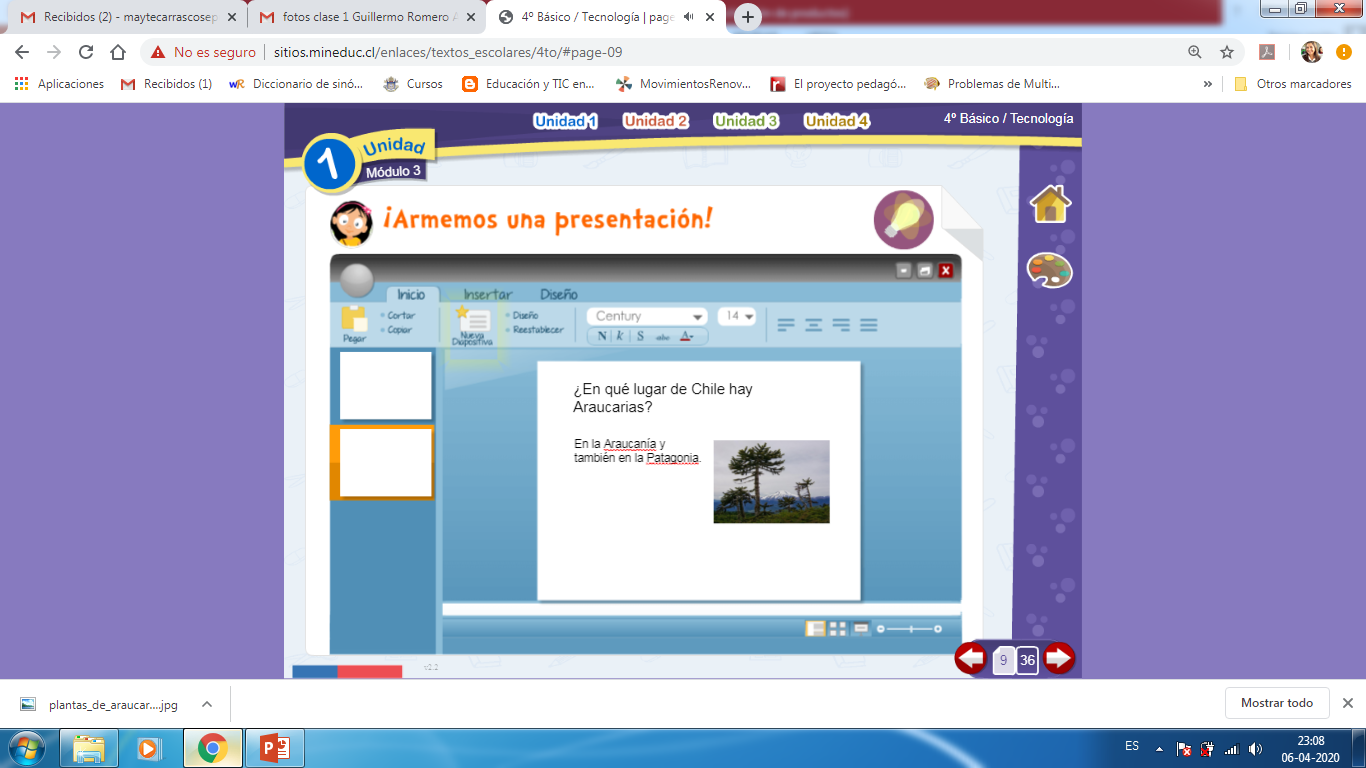 Recibidos (2) - maytecarrascosep
fotos clase 1 Guillermo Romero A
4º Básico / Tecnología | page
No es seguro
sitios.mineduc.cl/enlaces/textos_escolares/4to/#page-09
Aplicaciones
Recibidos (1)
Diccionario de sinó...
Cursos
Educación y TIC en...
MovimientosRenov...
El proyecto pedagó...
Problemas de Multi...
»
Otros marcadores
Unidad 1
Unidad 2
Unidad 3
Unidad 4
4º Básico / Tecnología
1
Unidad
Módulo 3
¡Armemos una presentación!
Inicio
Insertar
Diseño
Pegar
Cortar
Copiar
Nueva
Diapositiva
Diseño
Reestablecer
Century
14
N k S abc A
¿En qué lugar de Chile hay
Araucarias?
En la Araucanía y
también en la Patagonia.
v2.2
9
36
plantas_de_araucar....jpg
Mostrar todo
ES
23:08
06-04-2020